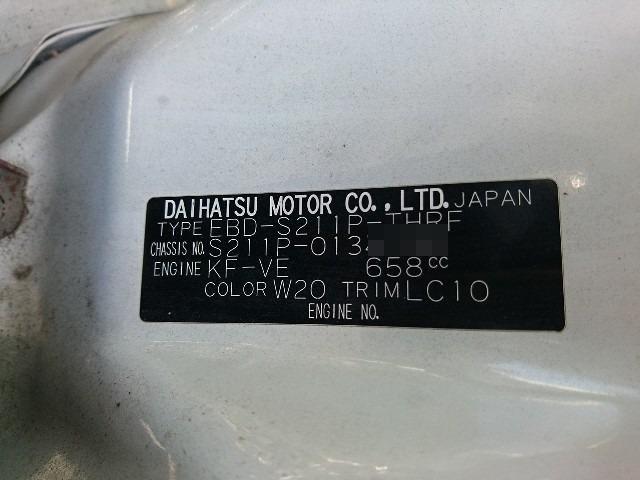 DAIHATSU MOTOR CO., LTD. JAPAN
TYPE EBD-S211P-THRF
CHASSIS NO. S211P-013
ENGINE KF-VE 658cc
COLOR W20 TRIM LC10
ENGINE NO.